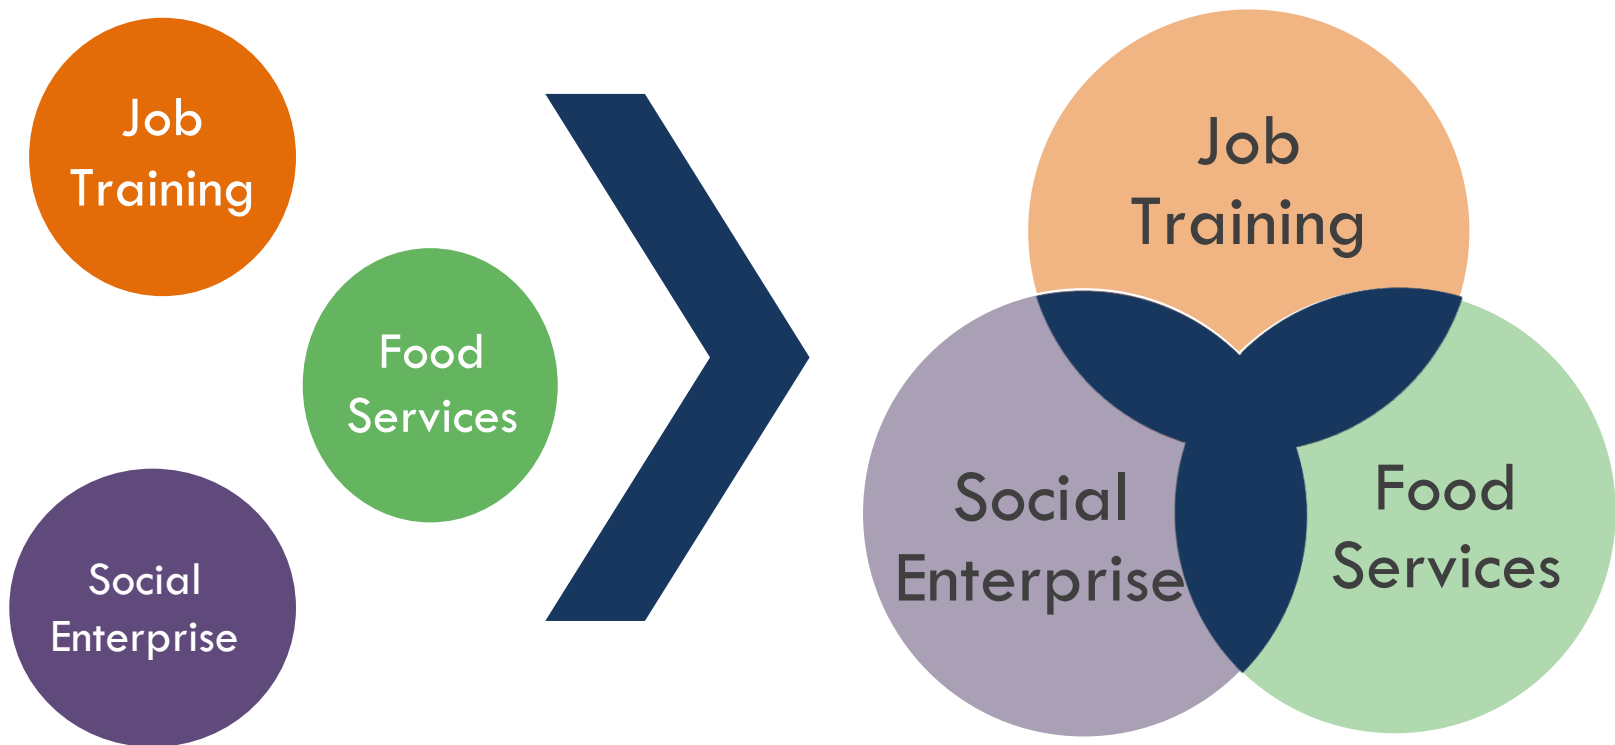 Job
Training
Food
Services
Social
Enterprise
Job
Training
Social
Enterprise
Food
Services